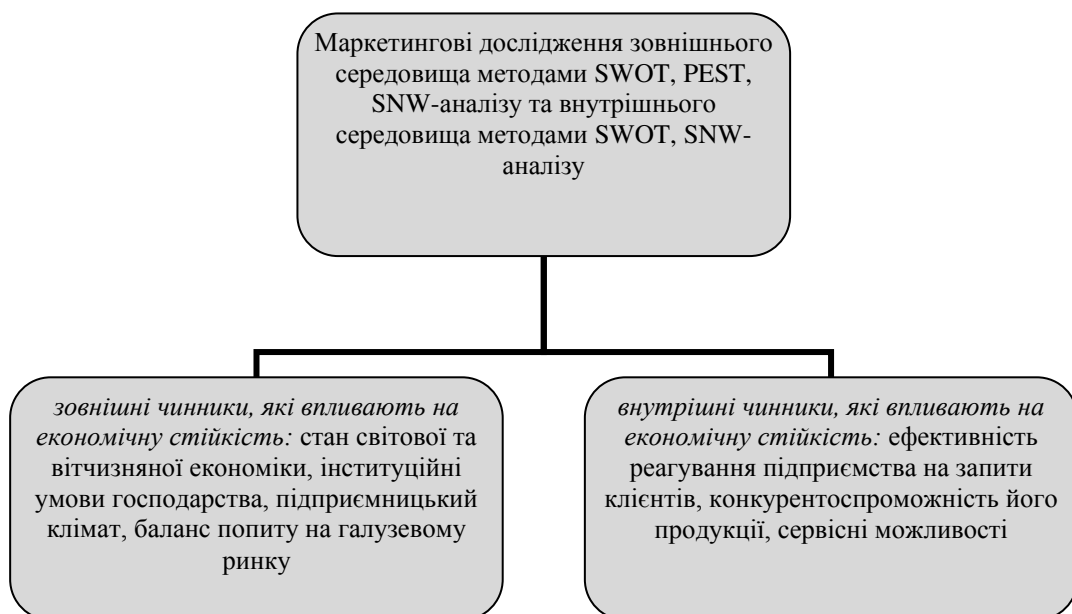 Маркетингові дослідження зовнішнього
середовища методами SWOT, PEST,
SNW-аналізу та внутрішнього
середовища методами SWOT, SNW-
аналізу
зовнішні чинники, які впливають на
економічну стійкість: стан світової та
вітчизняної економіки, інституційні
умови господарства, підприємницький
клімат, баланс попиту на галузевому
ринку
внутрішні чинники, які впливають на
економічну стійкість: ефективність
реагування підприємства на запити
клієнтів, конкурентоспроможність його
продукції, сервісні можливості